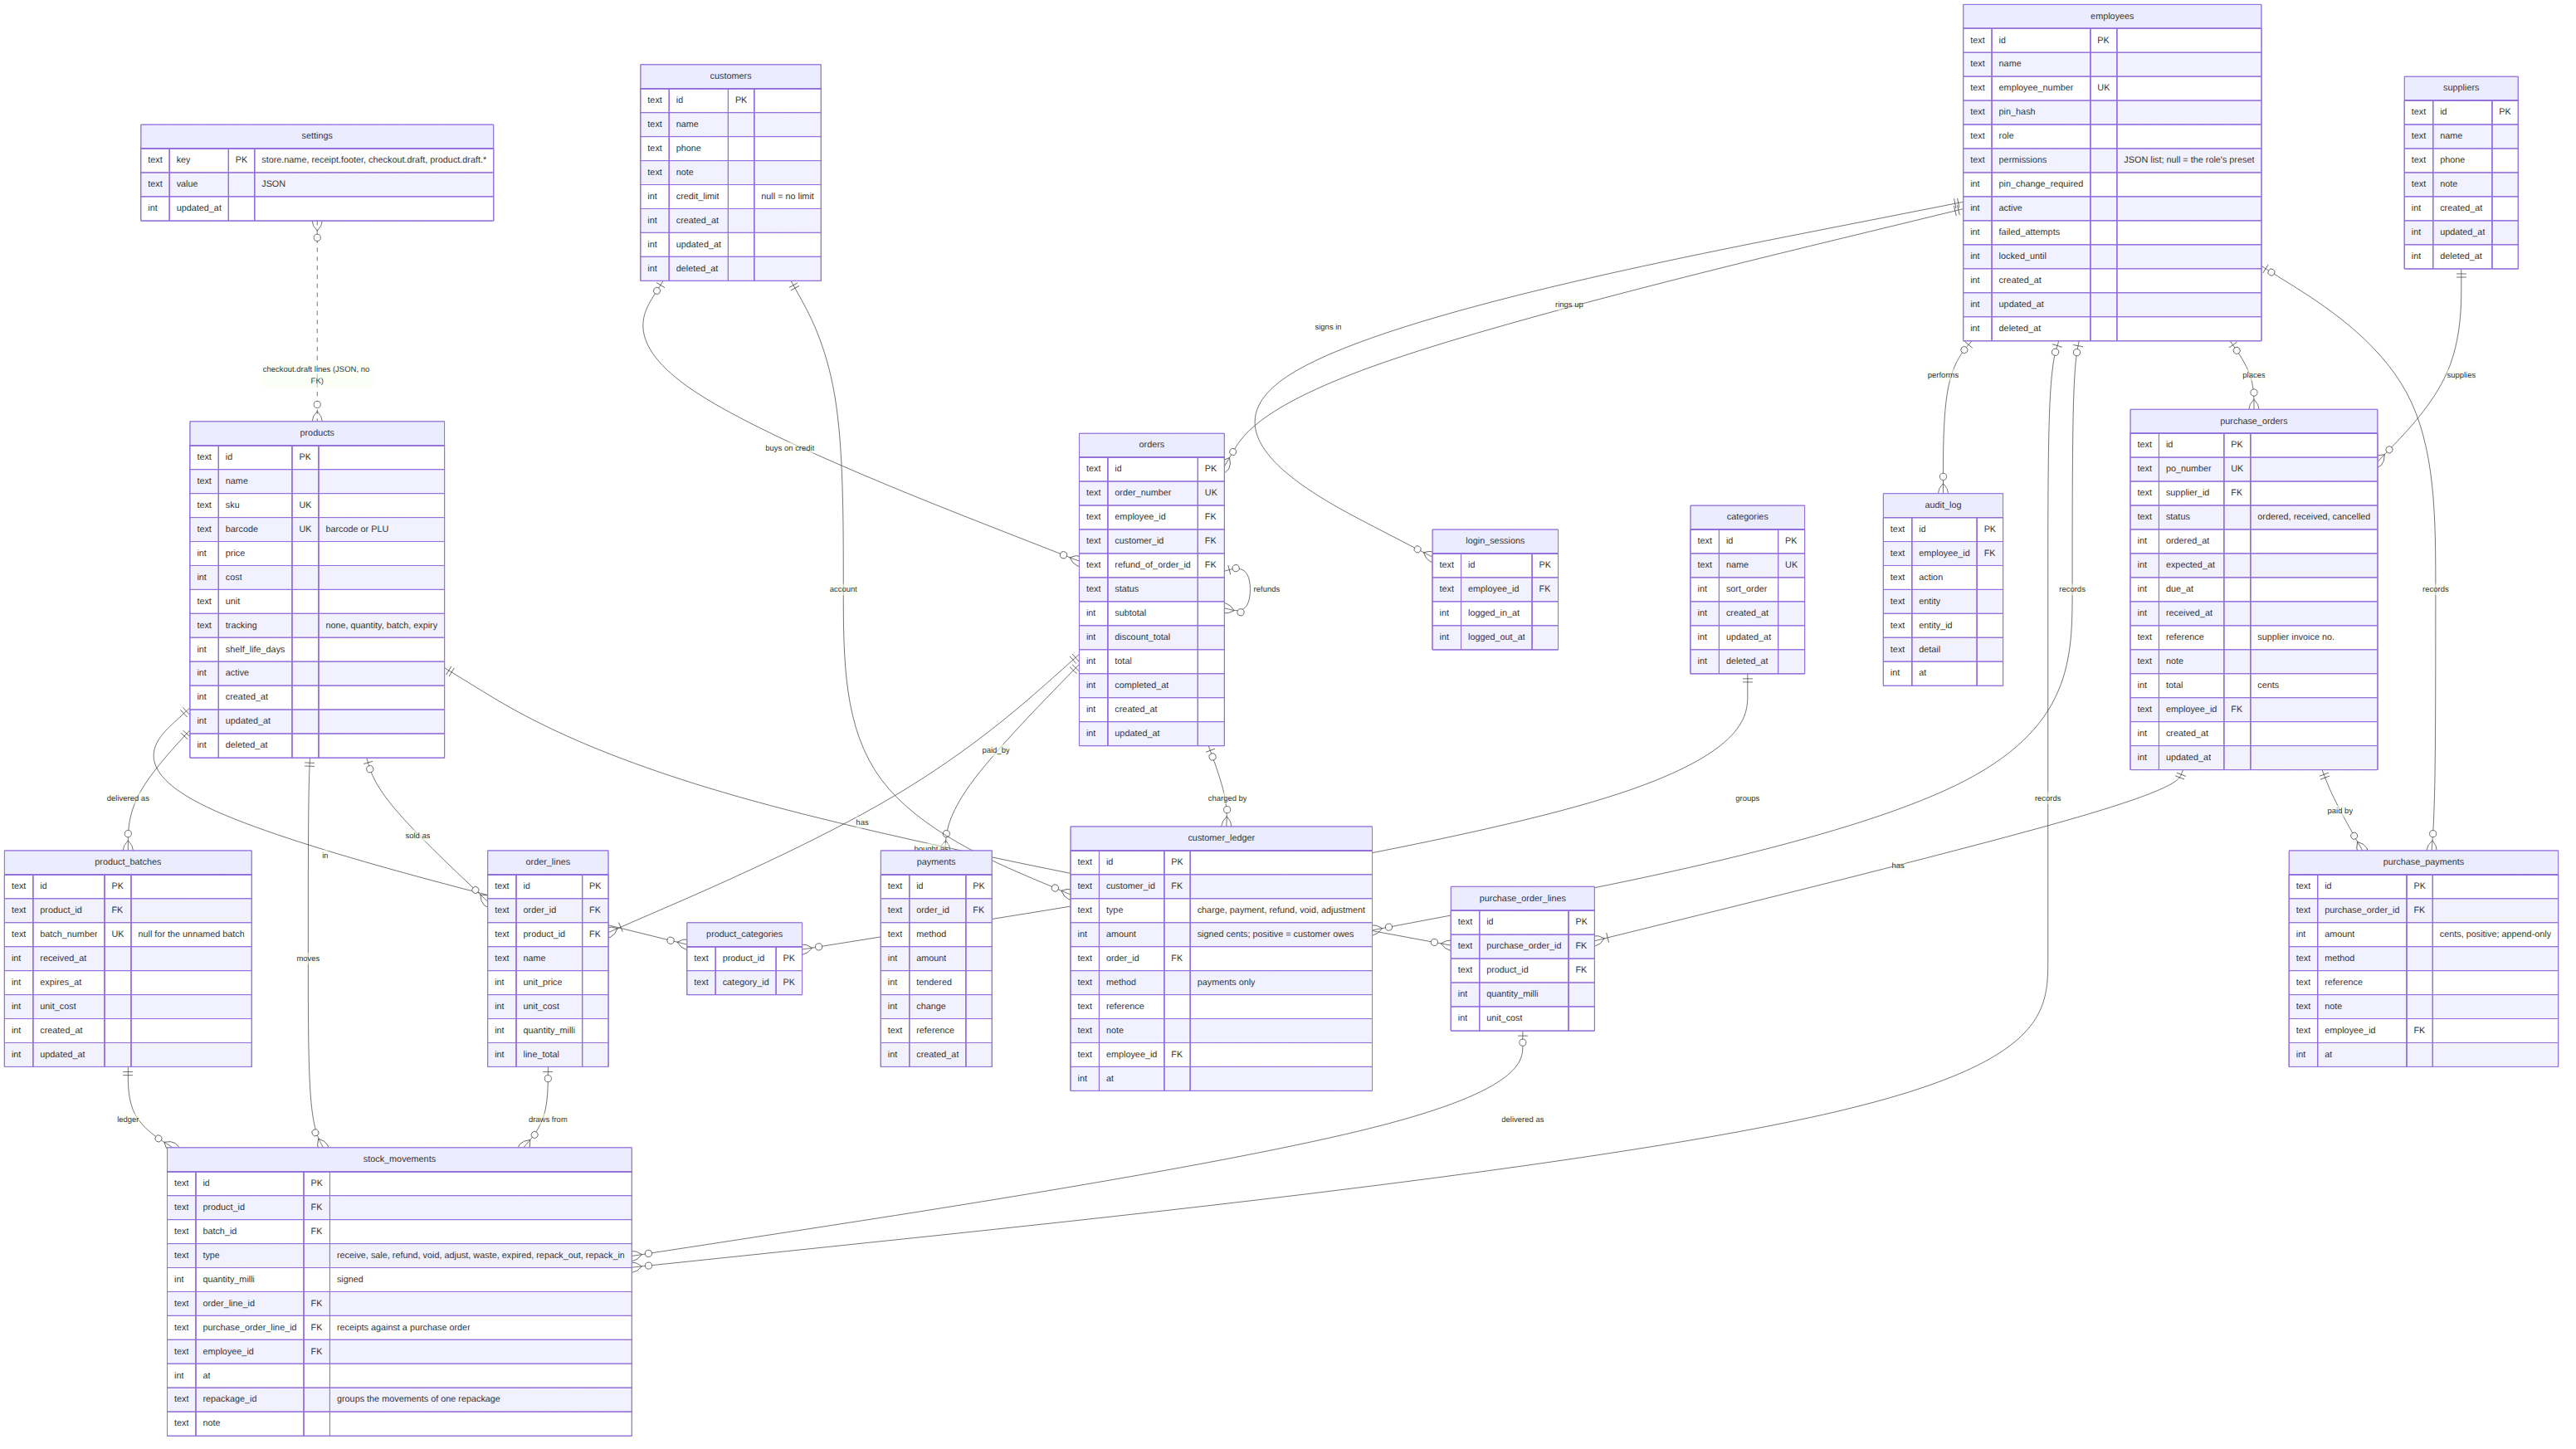 employees
text id PK
text name
text employee_number UK
text pin_hash
text role
text permissions JSON list; null = the role's preset
int pin_change_required
int active
int failed_attempts
int locked_until
int created_at
int updated_at
int deleted_at
customers
text id PK
text name
text phone
text note
int credit_limit null = no limit
int created_at
int updated_at
int deleted_at
suppliers
text id PK
text name
text phone
text note
int created_at
int updated_at
int deleted_at
settings
text key PK store.name, receipt.footer, checkout.draft, product.draft.*
text value JSON
int updated_at
rings up
signs in
checkout.draft lines (JSON, no
FK)
performs
places
supplies
buys on credit
account
refunds
records
records
products
text id PK
text name
text sku UK
text barcode UK barcode or PLU
int price
int cost
text unit
text tracking none, quantity, batch, expiry
int shelf_life_days
int active
int created_at
int updated_at
int deleted_at
orders
text id PK
text order_number UK
text employee_id FK
text customer_id FK
text refund_of_order_id FK
text status
int subtotal
int discount_total
int total
int completed_at
int created_at
int updated_at
login_sessions
text id PK
text employee_id FK
int logged_in_at
int logged_out_at
categories
text id PK
text name UK
int sort_order
int created_at
int updated_at
int deleted_at
audit_log
text id PK
text employee_id FK
text action
text entity
text entity_id
text detail
int at
purchase_orders
text id PK
text po_number UK
text supplier_id FK
text status ordered, received, cancelled
int ordered_at
int expected_at
int due_at
int received_at
text reference supplier invoice no.
text note
int total cents
text employee_id FK
int created_at
int updated_at
paid_by
delivered as
charged by
groups
records
paid by
has
sold as
in
bought as
has
product_batches
text id PK
text product_id FK
text batch_number UK null for the unnamed batch
int received_at
int expires_at
int unit_cost
int created_at
int updated_at
order_lines
text id PK
text order_id FK
text product_id FK
text name
int unit_price
int unit_cost
int quantity_milli
int line_total
product_categories
text product_id PK
text category_id PK
payments
text id PK
text order_id FK
text method
int amount
int tendered
int change
text reference
int created_at
customer_ledger
text id PK
text customer_id FK
text type charge, payment, refund, void, adjustment
int amount signed cents; positive = customer owes
text order_id FK
text method payments only
text reference
text note
text employee_id FK
int at
purchase_order_lines
text id PK
text purchase_order_id FK
text product_id FK
int quantity_milli
int unit_cost
purchase_payments
text id PK
text purchase_order_id FK
int amount cents, positive; append-only
text method
text reference
text note
text employee_id FK
int at
moves
ledger
draws from
delivered as
stock_movements
text id PK
text product_id FK
text batch_id FK
text type receive, sale, refund, void, adjust, waste, expired, repack_out, repack_in
int quantity_milli signed
text order_line_id FK
text purchase_order_line_id FK receipts against a purchase order
text employee_id FK
int at
text repackage_id groups the movements of one repackage
text note